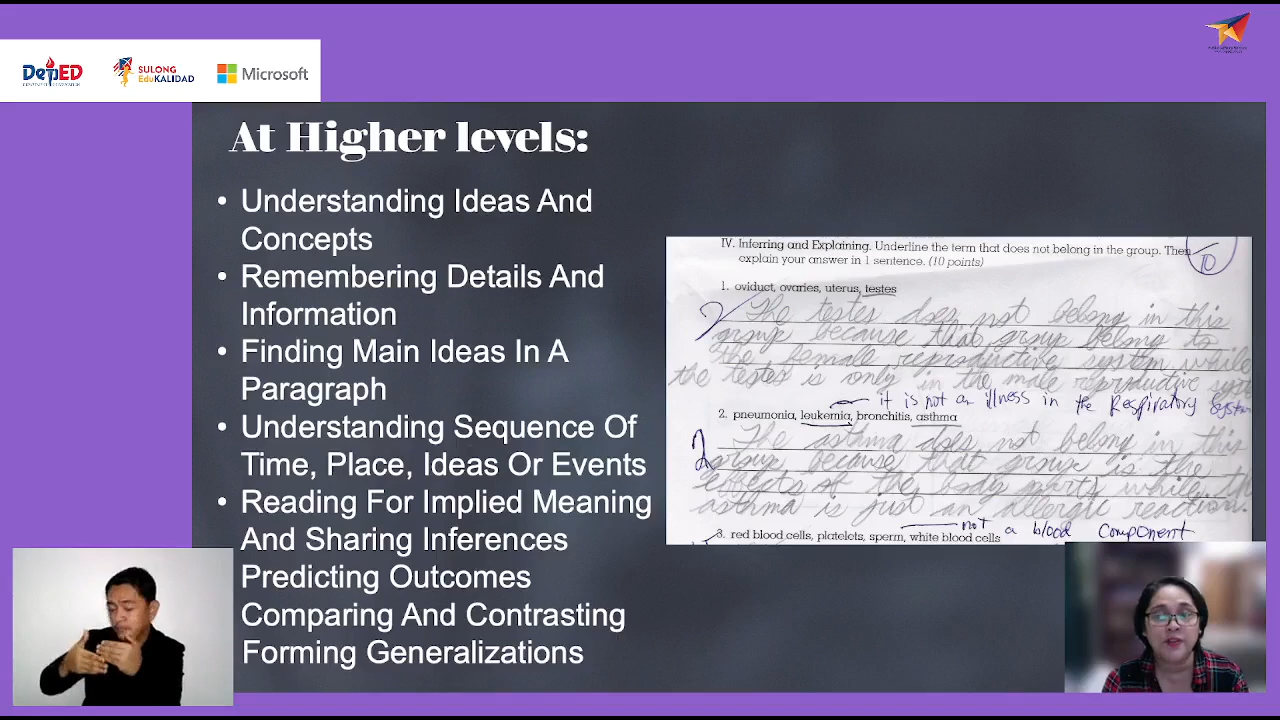 DepED
SULONG
EduKALIDAD
Microsoft
At Higher levels:
• Understanding Ideas And
Concepts
• Remembering Details And
Information
• Finding Main Ideas In A
Paragraph
• Understanding Sequence Of
Time, Place, Ideas Or Events
• Reading For Implied Meaning
And Sharing Inferences
Predicting Outcomes
Comparing And Contrasting
Forming Generalizations
IV. Inferring and Explaining. Underline the term that does not belong in the group. Then
explain your answer in 1 sentence. (10 points)
10
1. oviduct, ovaries, uterus, testes
The testes does not belong in this
group because that group belong to
the female reproductive system while
the testes is only in the male reproductive
it is not an illness in the Respiratory System
2. pneumonia, leukemia, bronchitis, asthma
The asthma does not belong in this
group because that group is the
effects of the body parts while
asthma is just an allergic reaction.
not a blood component
3. red blood cells, platelets, sperm, white blood cells